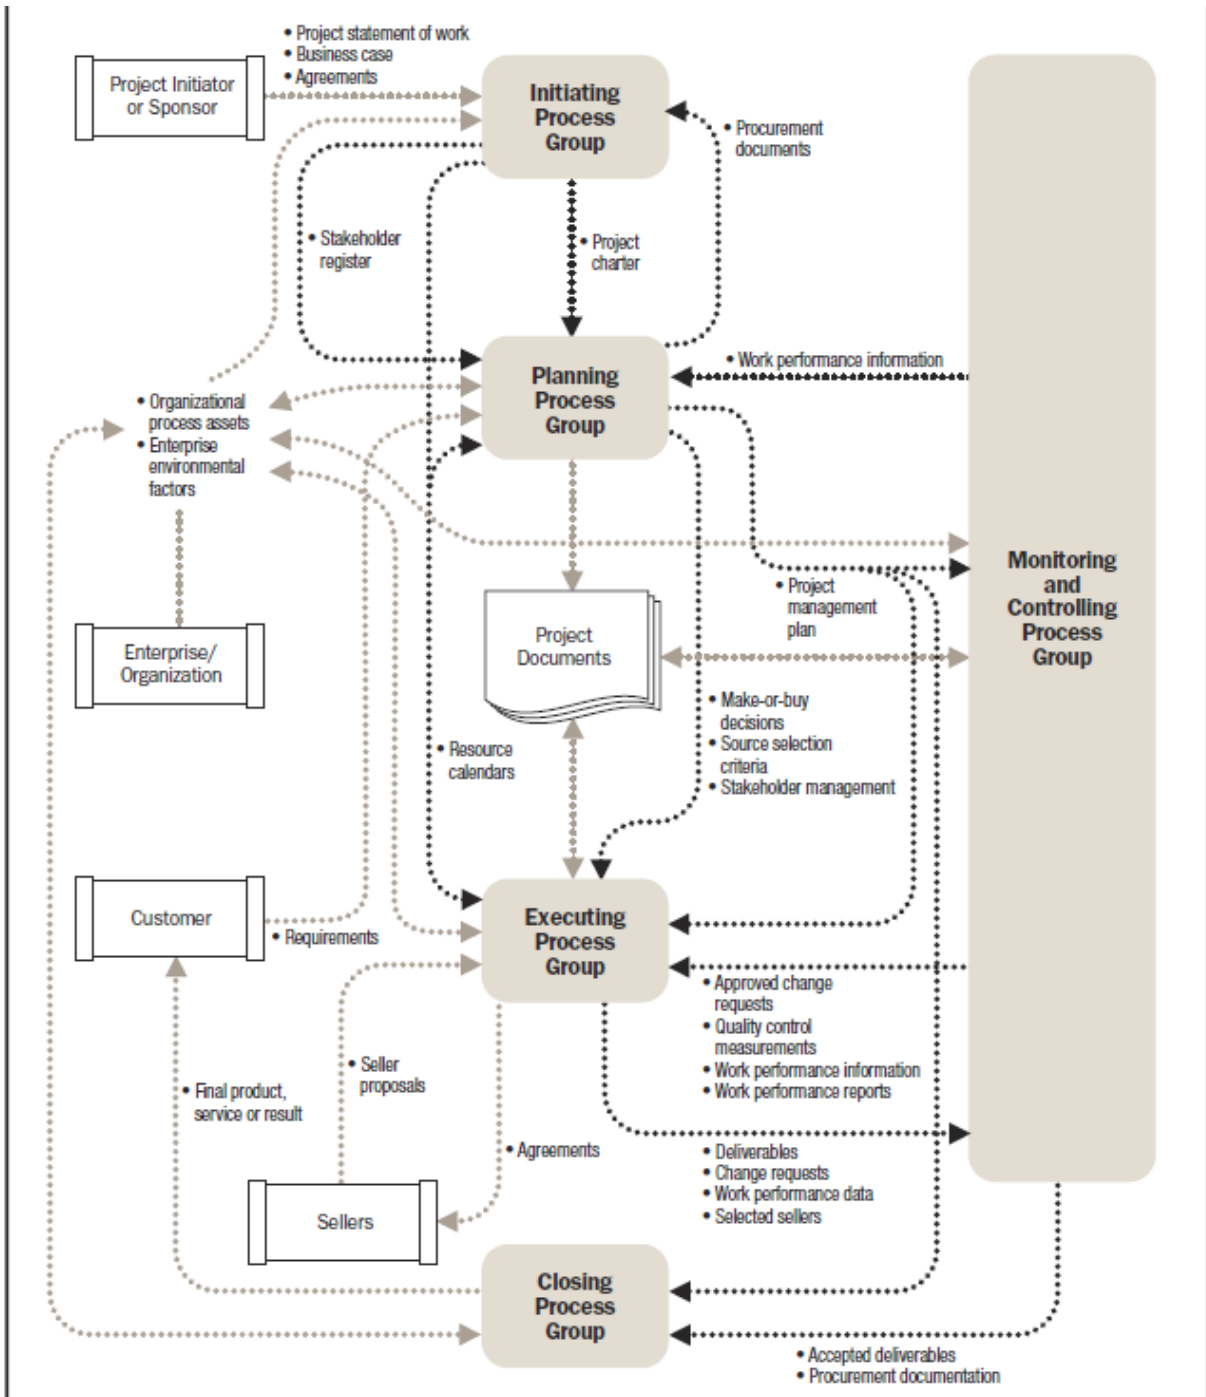 • Project statement of work
• Business case
• Agreements
Project Initiator
or Sponsor
Initiating
Process
Group
• Procurement
documents
• Stakeholder
register
• Project
charter
• Work performance information
Planning
Process
Group
• Organizational
process assets
• Enterprise
environmental
factors
Monitoring
and
Controlling
Process
Group
• Project
management
plan
Project
Documents
Enterprise/
Organization
• Make-or-buy
decisions
• Source selection
criteria
• Stakeholder management
• Resource
calendars
Customer
• Requirements
Executing
Process
Group
• Approved change
requests
• Quality control
measurements
• Work performance information
• Work performance reports
• Seller
proposals
• Final product,
service or result
• Agreements
• Deliverables
• Change requests
• Work performance data
• Selected sellers
Sellers
Closing
Process
Group
• Accepted deliverables
• Procurement documentation